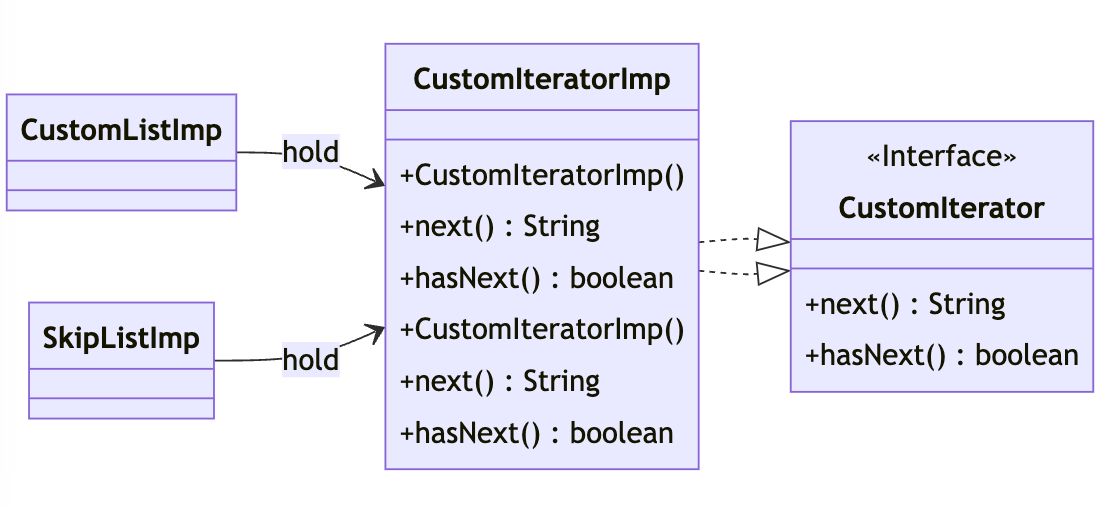 CustomListImp
hold
SkipListImp
hold
CustomIteratorImp
+CustomIteratorImp()
+next() : String
+hasNext() : boolean
+CustomIteratorImp()
+next() : String
+hasNext() : boolean
«Interface»
CustomIterator
+next() : String
+hasNext() : boolean